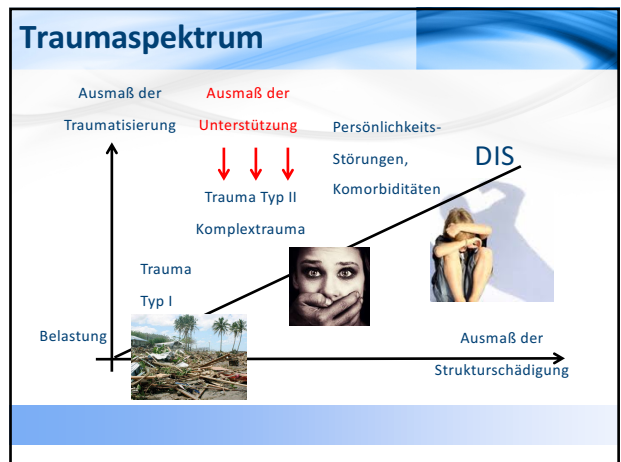 Traumaspektrum
Ausmaß der
Traumatisierung
Ausmaß der
Unterstützung
Persönlichkeits-
Störungen,
Komorbiditäten
DIS
Trauma Typ II
Komplextrauma
Trauma
Typ I
Belastung
Ausmaß der
Strukturschädigung